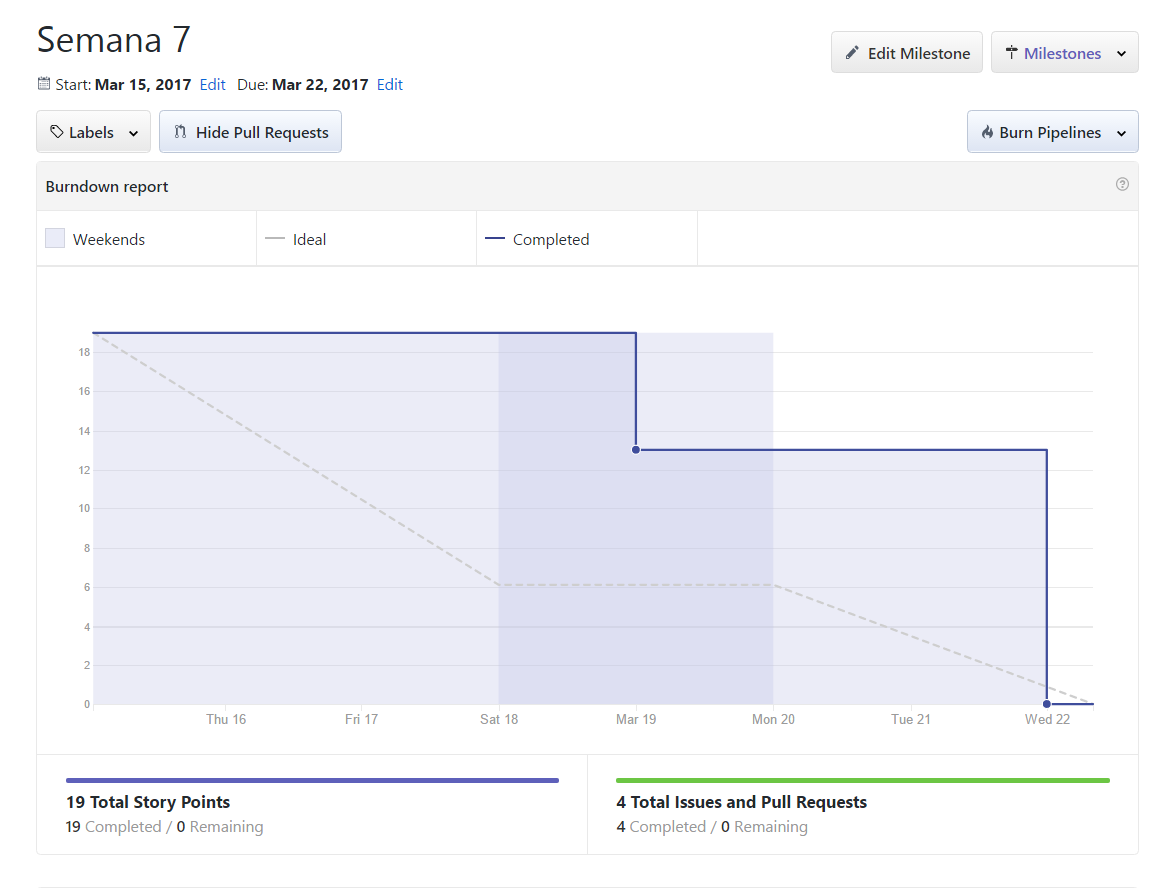 Semana 7
Edit Milestone
Milestones
Start: Mar 15, 2017 Edit Due: Mar 22, 2017 Edit
Labels
Hide Pull Requests
Burn Pipelines
Burndown report
Weekends
Ideal
Completed
18
16
14
12
10
8
6
4
2
0
Thu 16
Fri 17
Sat 18
Mar 19
Mon 20
Tue 21
Wed 22
19 Total Story Points
19 Completed / 0 Remaining
4 Total Issues and Pull Requests
4 Completed / 0 Remaining